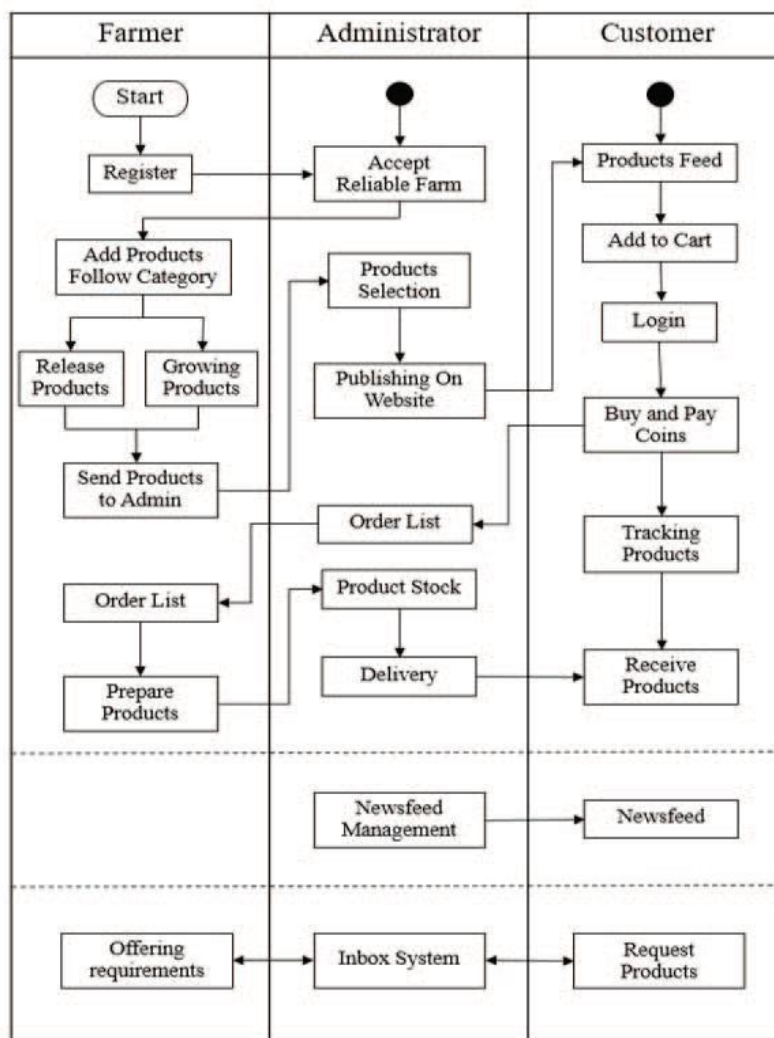 Farmer
Administrator
Customer
Start
Register
Accept
Reliable Farm
Products Feed
Add Products
Follow Category
Products
Selection
Add to Cart
Login
Release
Products
Growing
Products
Publishing On
Website
Buy and Pay
Coins
Send Products
to Admin
Order List
Tracking
Products
Order List
Product Stock
Prepare
Products
Delivery
Receive
Products
Newsfeed
Management
Newsfeed
Offering
requirements
Inbox System
Request
Products